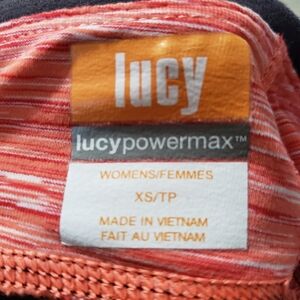 lucy
lucypowermax™
WOMENS/FEMMES
XS/TP
MADE IN VIETNAM
FAIT AU VIETNAM